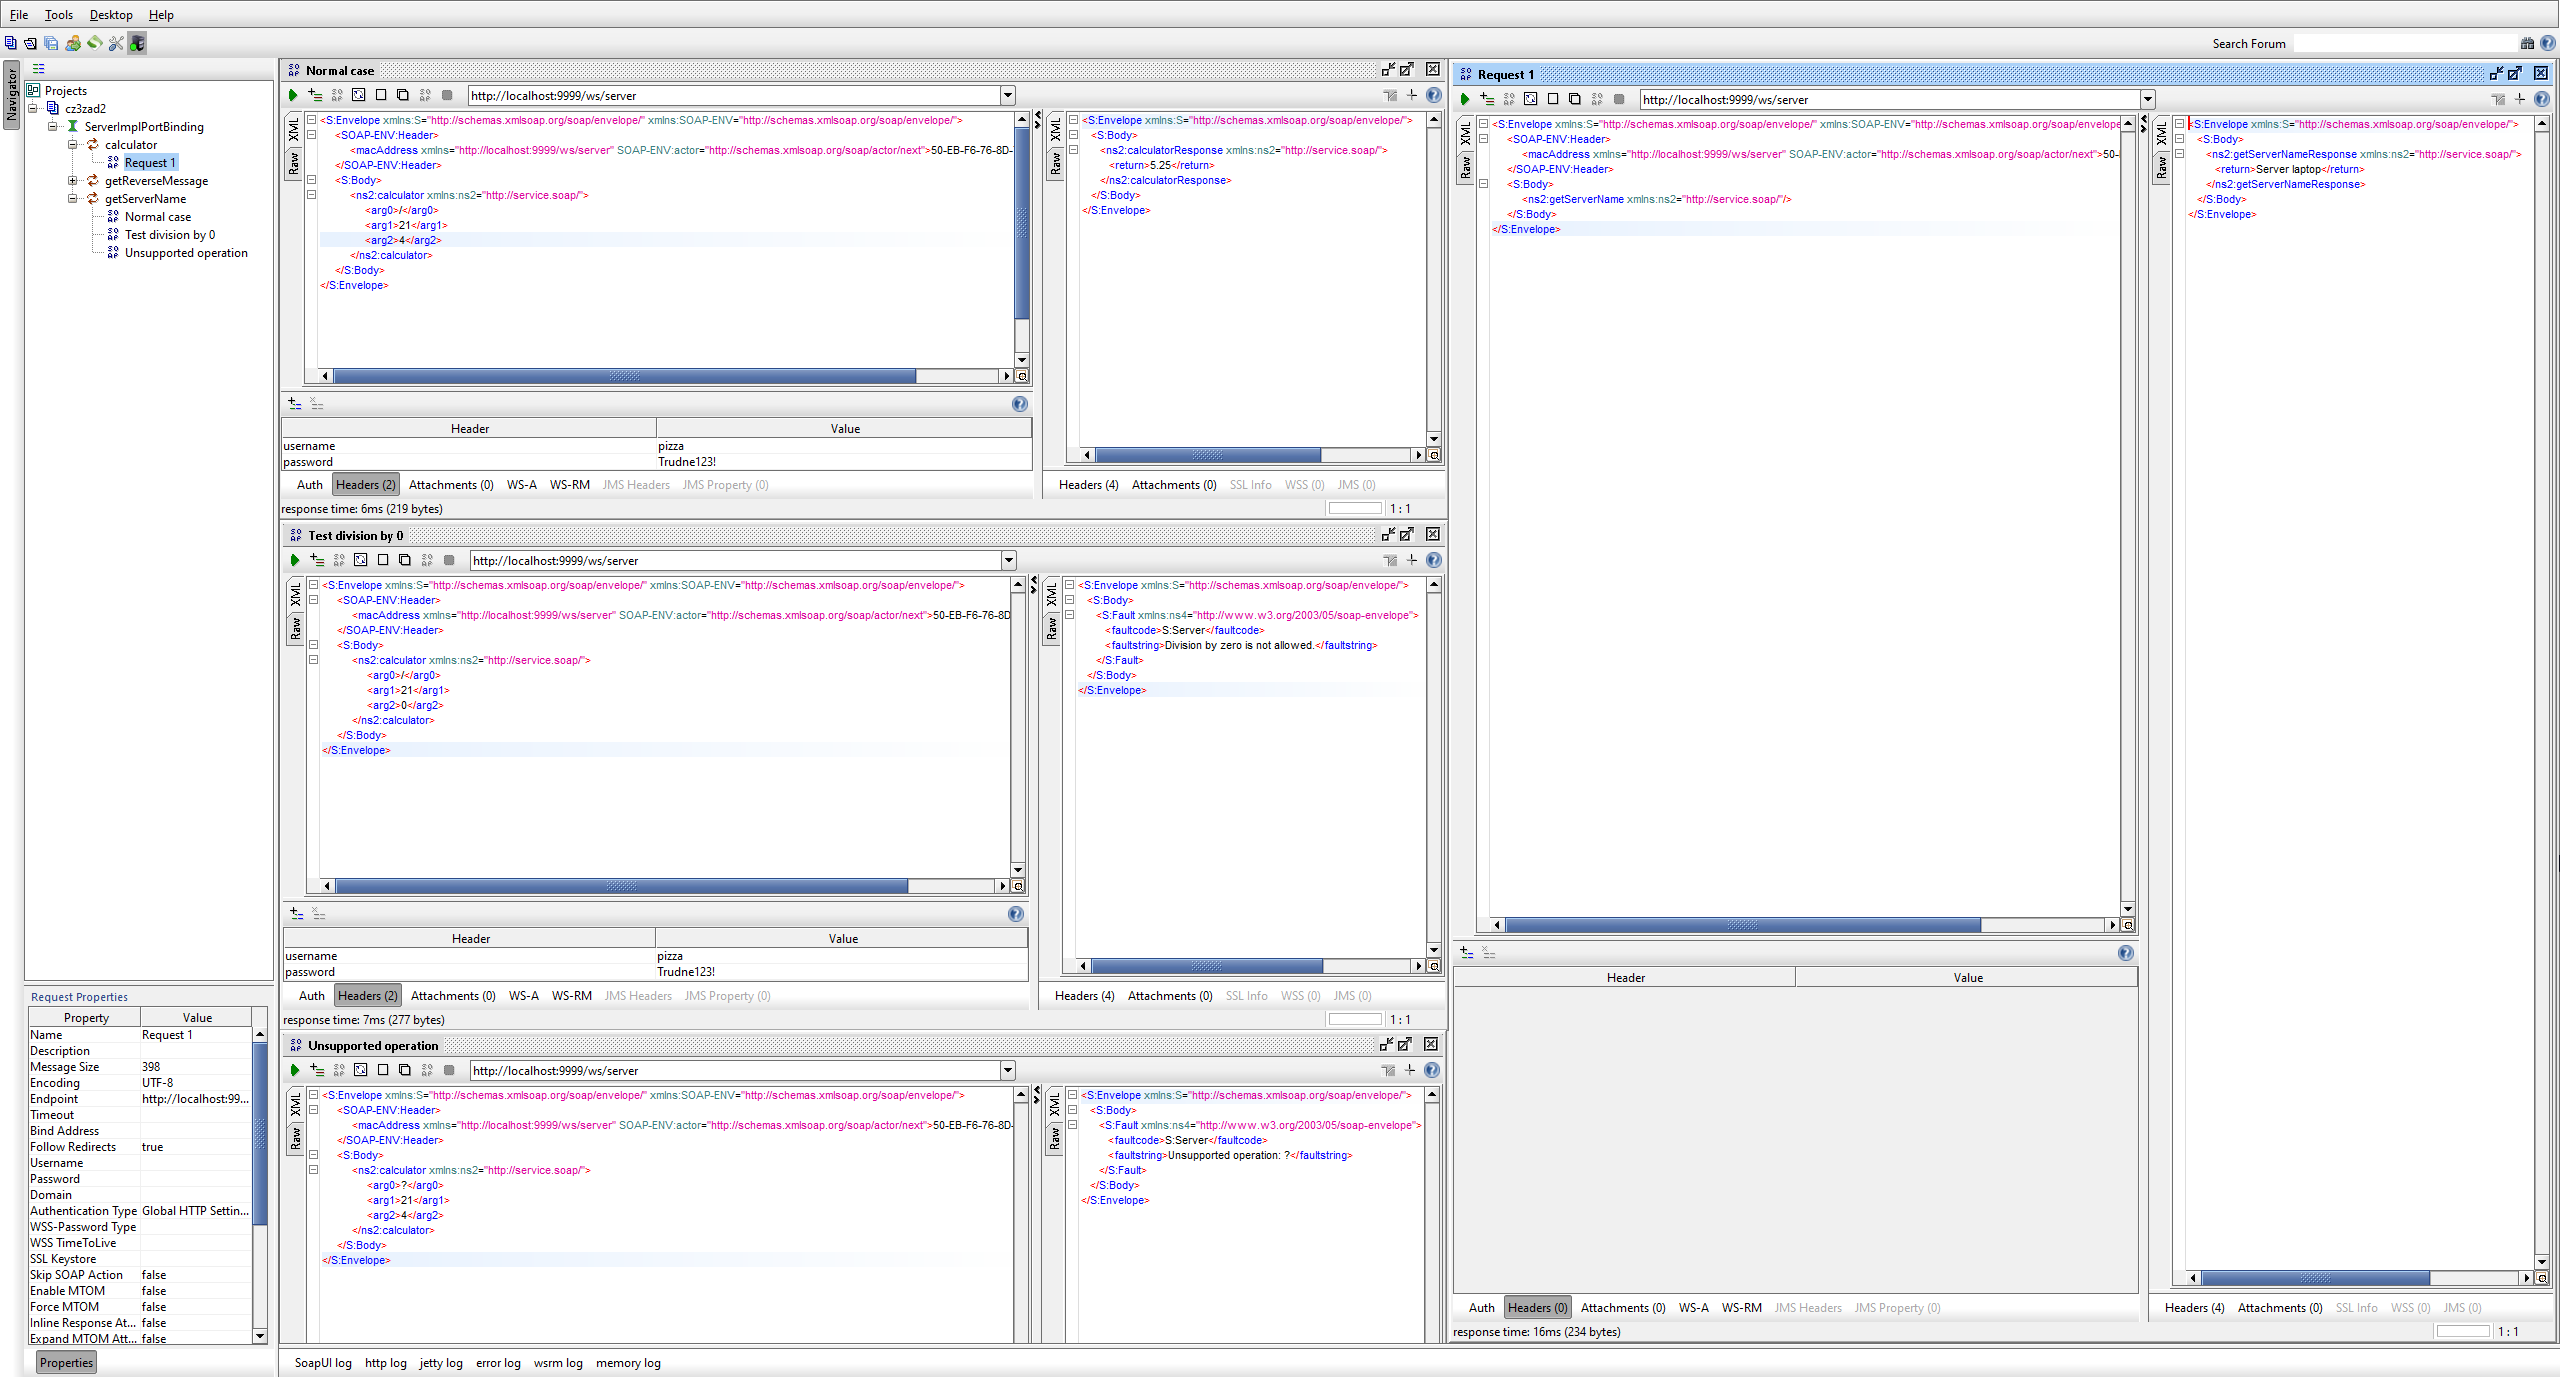 File Tools Desktop Help
Search Forum
Navigator
Projects
cz3zad2
ServerImplPortBinding
calculator
Request 1
getReverseMessage
getServerName
Normal case
Test division by 0
Unsupported operation
Request Properties
Property Value
Name Request 1
Description
Message Size 398
Encoding UTF-8
Endpoint http://localhost:99...
Timeout
Bind Address
Follow Redirects true
Username
Password
Domain
Authentication Type Global HTTP Settin...
WSS-Password Type
WSS TimeToLive
SSL Keystore
Skip SOAP Action false
Enable MTOM false
Force MTOM false
Inline Response At... false
Expand MTOM Att... false
Properties
Normal case
http://localhost:9999/ws/server
XML
Raw
<S:Envelope xmlns:S="http://schemas.xmlsoap.org/soap/envelope/" xmlns:SOAP-ENV="http://schemas.xmlsoap.org/soap/envelope/">
<SOAP-ENV:Header>
<macAddress xmlns="http://localhost:9999/ws/server" SOAP-ENV:actor="http://schemas.xmlsoap.org/soap/actor/next">50-EB-F6-76-8D-
</SOAP-ENV:Header>
<S:Body>
<ns2:calculator xmlns:ns2="http://service.soap/">
<arg0>/</arg0>
<arg1>21</arg1>
<arg2>4</arg2>
</ns2:calculator>
</S:Body>
</S:Envelope>
Header Value
username pizza
password Trudne123!
Auth Headers (2) Attachments (0) WS-A WS-RM JMS Headers JMS Property (0)
response time: 6ms (219 bytes)
XML
Raw
<S:Envelope xmlns:S="http://schemas.xmlsoap.org/soap/envelope/">
<S:Body>
<ns2:calculatorResponse xmlns:ns2="http://service.soap/">
<return>5.25</return>
</ns2:calculatorResponse>
</S:Body>
</S:Envelope>
Headers (4) Attachments (0) SSL Info WSS (0) JMS (0)
1 : 1
Test division by 0
http://localhost:9999/ws/server
XML
Raw
<S:Envelope xmlns:S="http://schemas.xmlsoap.org/soap/envelope/" xmlns:SOAP-ENV="http://schemas.xmlsoap.org/soap/envelope/">
<SOAP-ENV:Header>
<macAddress xmlns="http://localhost:9999/ws/server" SOAP-ENV:actor="http://schemas.xmlsoap.org/soap/actor/next">50-EB-F6-76-8D
</SOAP-ENV:Header>
<S:Body>
<ns2:calculator xmlns:ns2="http://service.soap/">
<arg0>/</arg0>
<arg1>21</arg1>
<arg2>0</arg2>
</ns2:calculator>
</S:Body>
</S:Envelope>
Header Value
username pizza
password Trudne123!
Auth Headers (2) Attachments (0) WS-A WS-RM JMS Headers JMS Property (0)
response time: 7ms (277 bytes)
XML
Raw
<S:Envelope xmlns:S="http://schemas.xmlsoap.org/soap/envelope/">
<S:Body>
<S:Fault xmlns:ns4="http://www.w3.org/2003/05/soap-envelope">
<faultcode>S:Server</faultcode>
<faultstring>Division by zero is not allowed.</faultstring>
</S:Fault>
</S:Body>
</S:Envelope>
Headers (4) Attachments (0) SSL Info WSS (0) JMS (0)
1 : 1
Unsupported operation
http://localhost:9999/ws/server
XML
Raw
<S:Envelope xmlns:S="http://schemas.xmlsoap.org/soap/envelope/" xmlns:SOAP-ENV="http://schemas.xmlsoap.org/soap/envelope/">
<SOAP-ENV:Header>
<macAddress xmlns="http://localhost:9999/ws/server" SOAP-ENV:actor="http://schemas.xmlsoap.org/soap/actor/next">50-EB-F6-76-8D-
</SOAP-ENV:Header>
<S:Body>
<ns2:calculator xmlns:ns2="http://service.soap/">
<arg0>?</arg0>
<arg1>21</arg1>
<arg2>4</arg2>
</ns2:calculator>
</S:Body>
</S:Envelope>
XML
Raw
<S:Envelope xmlns:S="http://schemas.xmlsoap.org/soap/envelope/">
<S:Body>
<S:Fault xmlns:ns4="http://www.w3.org/2003/05/soap-envelope">
<faultcode>S:Server</faultcode>
<faultstring>Unsupported operation: ?</faultstring>
</S:Fault>
</S:Body>
</S:Envelope>
Request 1
http://localhost:9999/ws/server
XML
Raw
<S:Envelope xmlns:S="http://schemas.xmlsoap.org/soap/envelope/" xmlns:SOAP-ENV="http://schemas.xmlsoap.org/soap/envelope
<SOAP-ENV:Header>
<macAddress xmlns="http://localhost:9999/ws/server" SOAP-ENV:actor="http://schemas.xmlsoap.org/soap/actor/next">50-
</SOAP-ENV:Header>
<S:Body>
<ns2:getServerName xmlns:ns2="http://service.soap/"/>
</S:Body>
</S:Envelope>
Header Value
Auth Headers (0) Attachments (0) WS-A WS-RM JMS Headers JMS Property (0)
response time: 16ms (234 bytes)
XML
Raw
<S:Envelope xmlns:S="http://schemas.xmlsoap.org/soap/envelope/">
<S:Body>
<ns2:getServerNameResponse xmlns:ns2="http://service.soap/">
<return>Server laptop</return>
</ns2:getServerNameResponse>
</S:Body>
</S:Envelope>
Headers (4) Attachments (0) SSL Info WSS (0) JMS (0)
1 : 1
SoapUI log http log jetty log error log wsrm log memory log